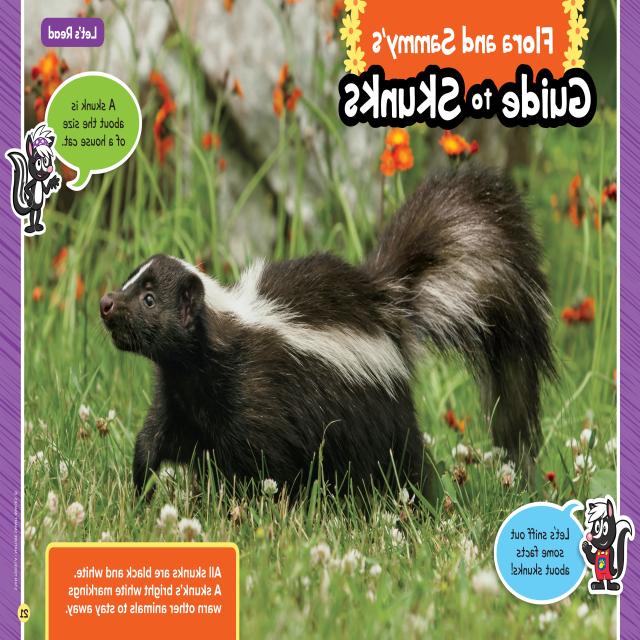 Let's Read
Flora and Sammy's
Guide to Skunks
A skunk is
about the size
of a house cat.
Let's sniff out
some facts
about skunks!
All skunks are black and white.
A skunk's bright white markings
warn other animals to stay away.
21